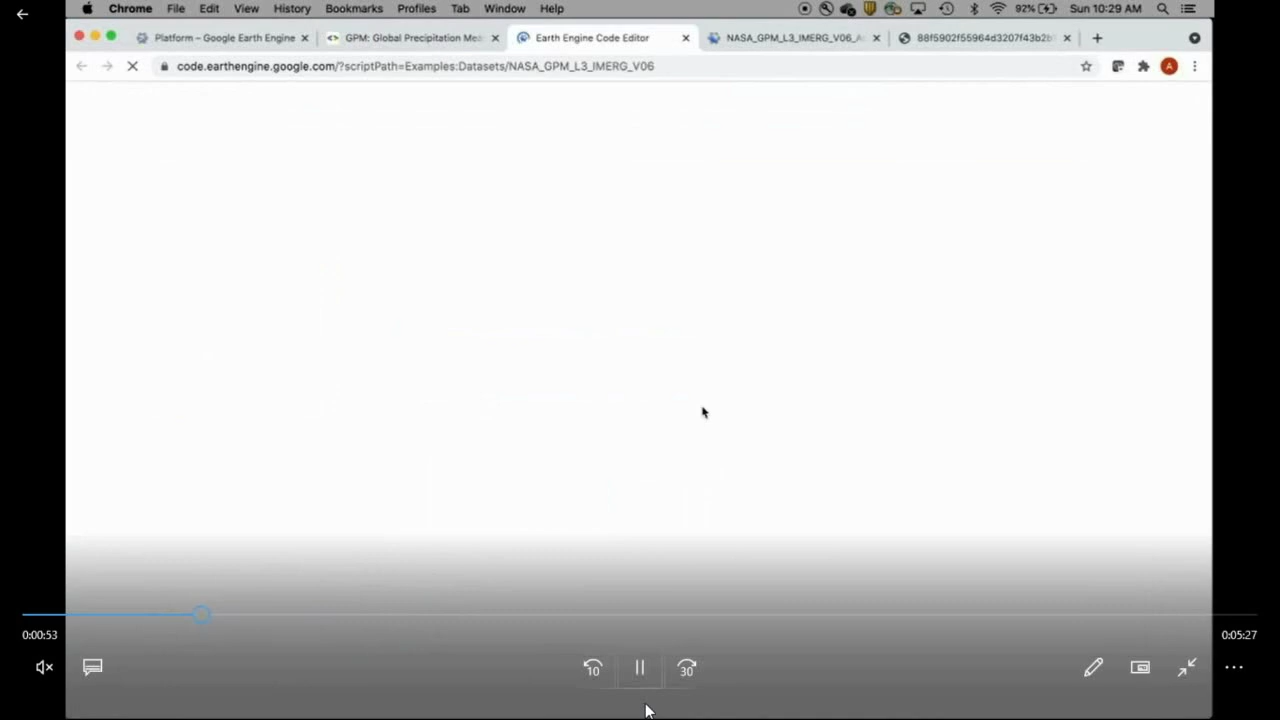 Chrome File Edit View History Bookmarks Profiles Tab Window Help 92% Sun 10:29 AM
Platform – Google Earth Engine GPM: Global Precipitation Mea Earth Engine Code Editor NASA_GPM_L3_IMERG_V06_A 88f5902f55964d3207f43b2b
code.earthengine.google.com/?scriptPath=Examples:Datasets/NASA_GPM_L3_IMERG_V06 A
0:00:53 0:05:27
10 30